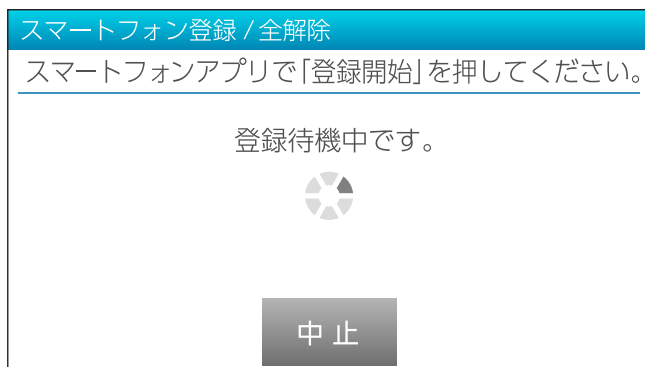 スマートフォン登録 / 全解除
スマートフォンアプリで「登録開始」を押してください。
登録待機中です。
中止